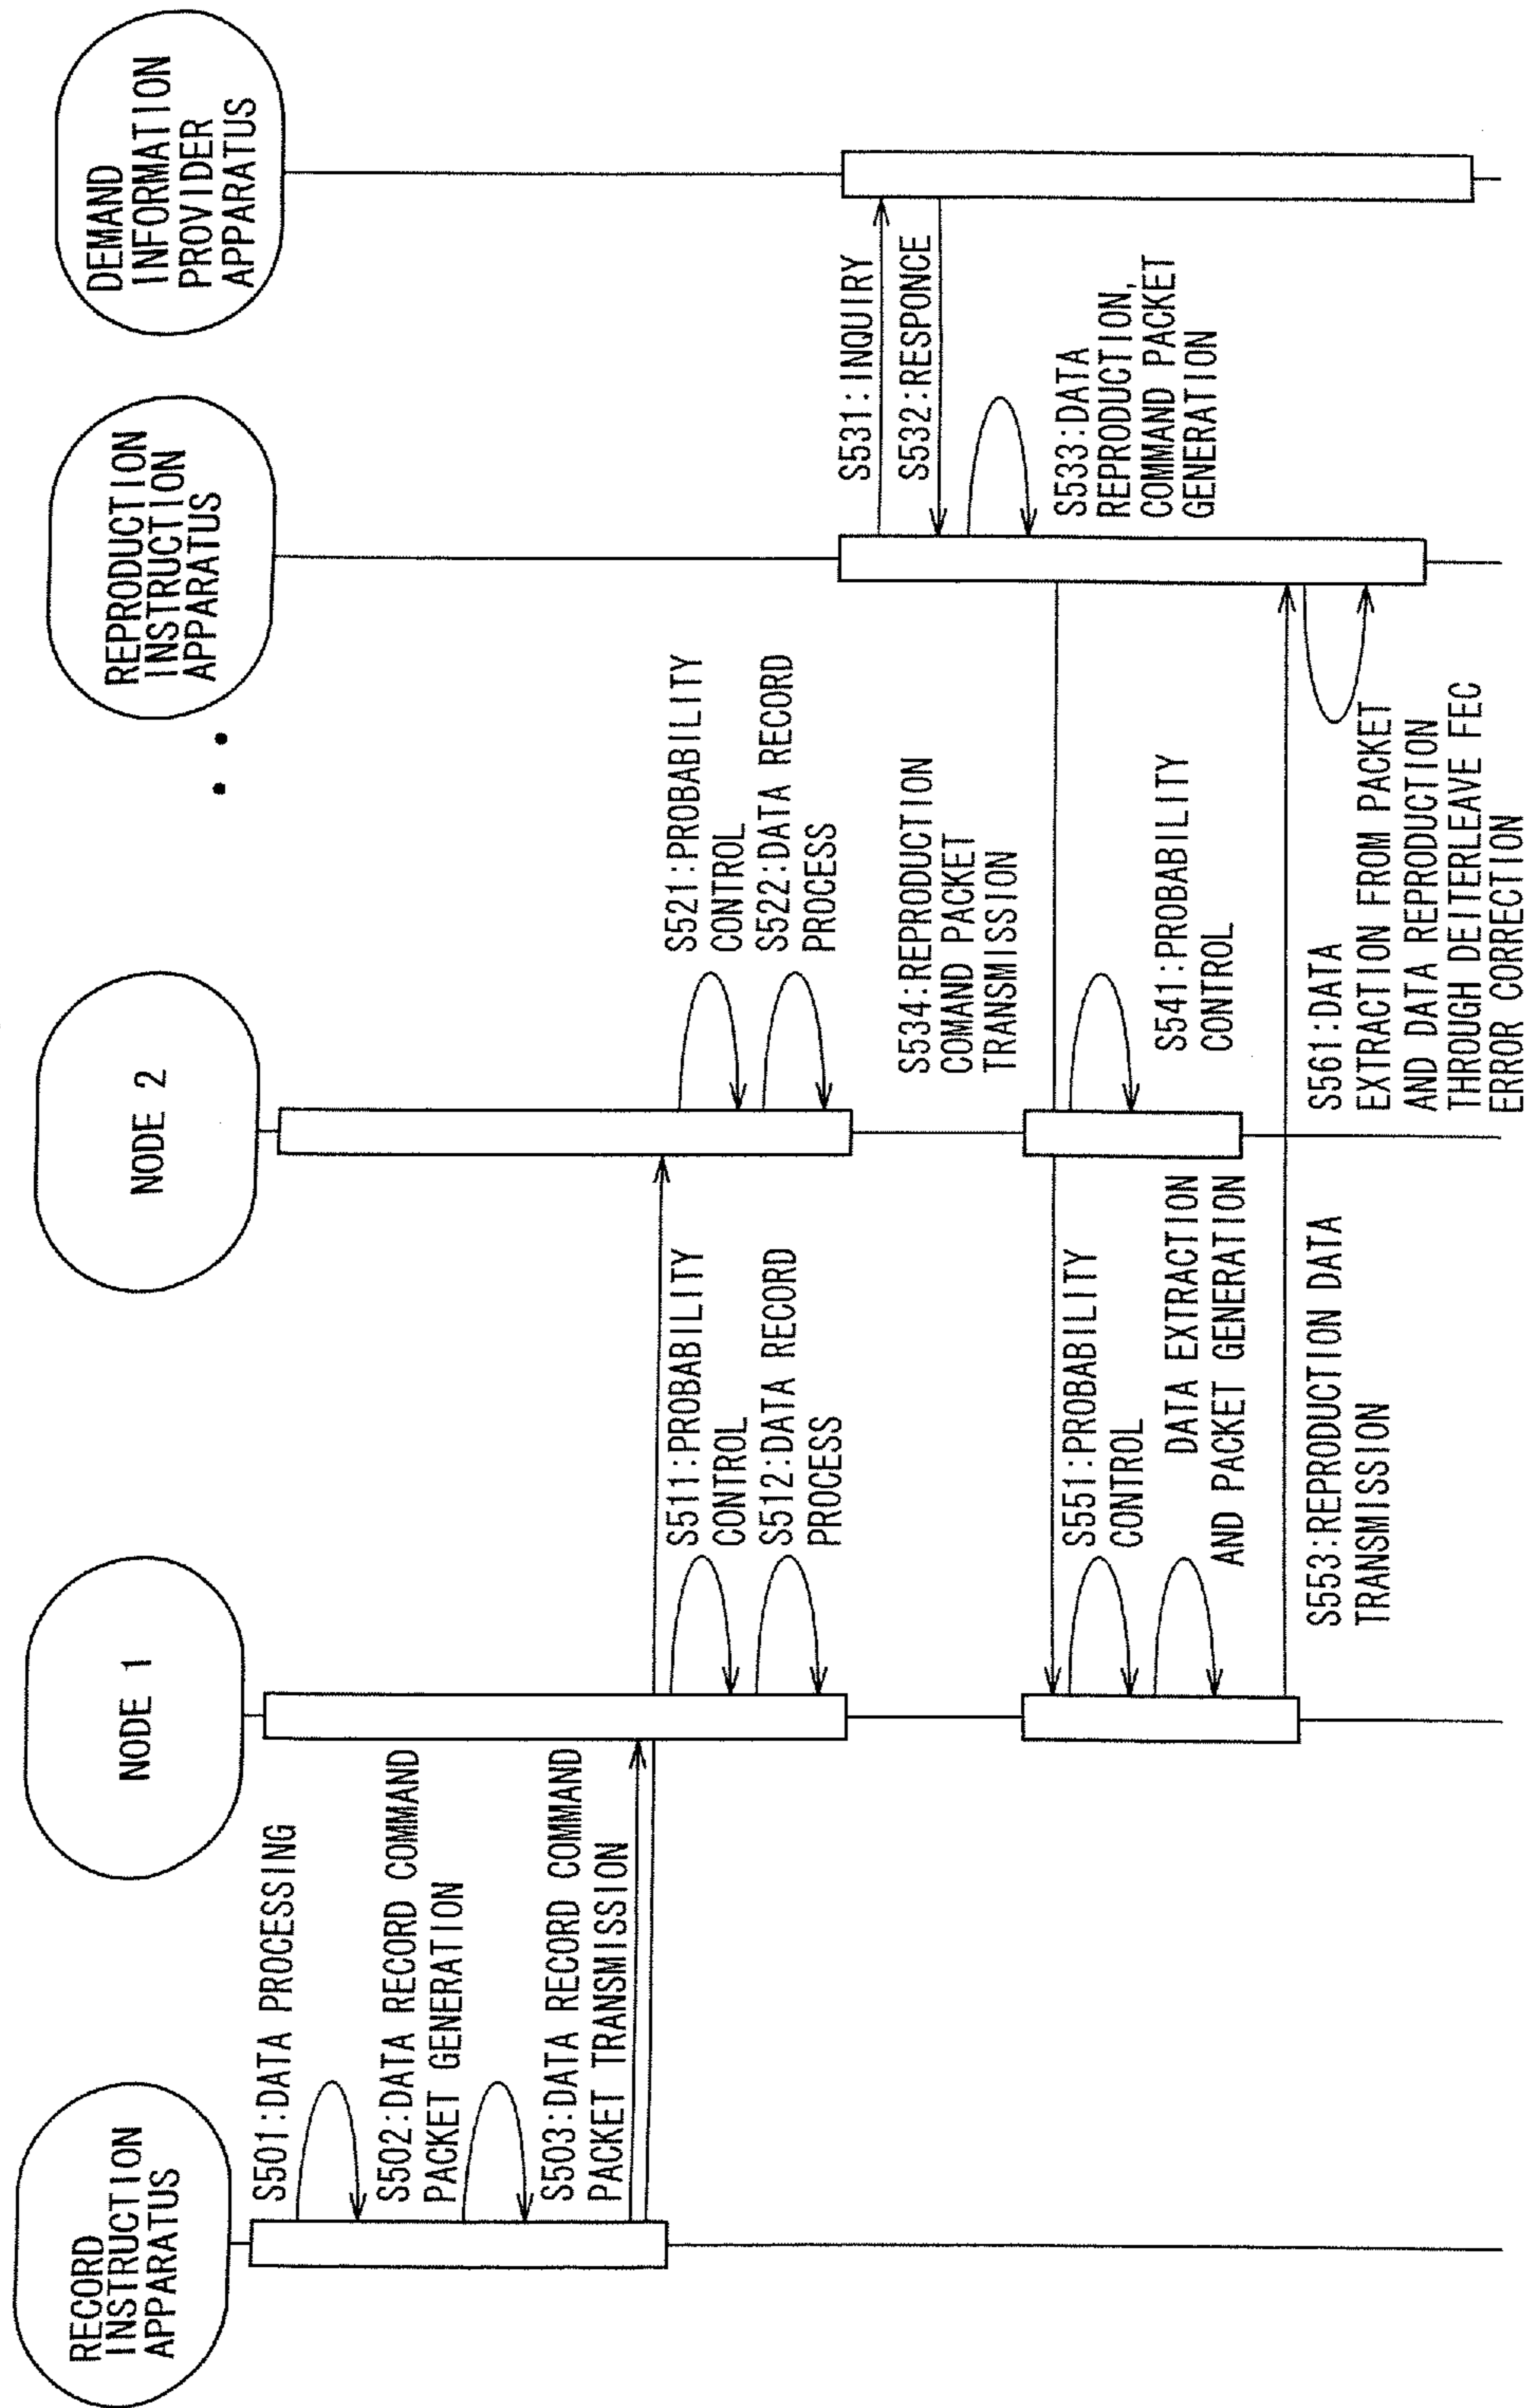 RECORD
INSTRUCTION
APPARATUS
NODE 1
NODE 2
• •
REPRODUCTION
INSTRUCTION
APPARATUS
DEMAND
INFORMATION
PROVIDER
APPARATUS
S501:DATA PROCESSING
S502:DATA RECORD COMMAND
PACKET GENERATION
S503:DATA RECORD COMMAND
PACKET TRANSMISSION
S511:PROBABILITY
CONTROL
S512:DATA RECORD
PROCESS
S521:PROBABILITY
CONTROL
S522:DATA RECORD
PROCESS
S531:INQUIRY
S532:RESPONCE
S533:DATA
REPRODUCTION,
COMMAND PACKET
GENERATION
S534:REPRODUCTION
COMAND PACKET
TRANSMISSION
S541:PROBABILITY
CONTROL
S551:PROBABILITY
CONTROL
DATA EXTRACTION
AND PACKET GENERATION
S553:REPRODUCTION DATA
TRANSMISSION
S561:DATA
EXTRACTION FROM PACKET
AND DATA REPRODUCTION
THROUGH DEITERLEAVE FEC
ERROR CORRECTION